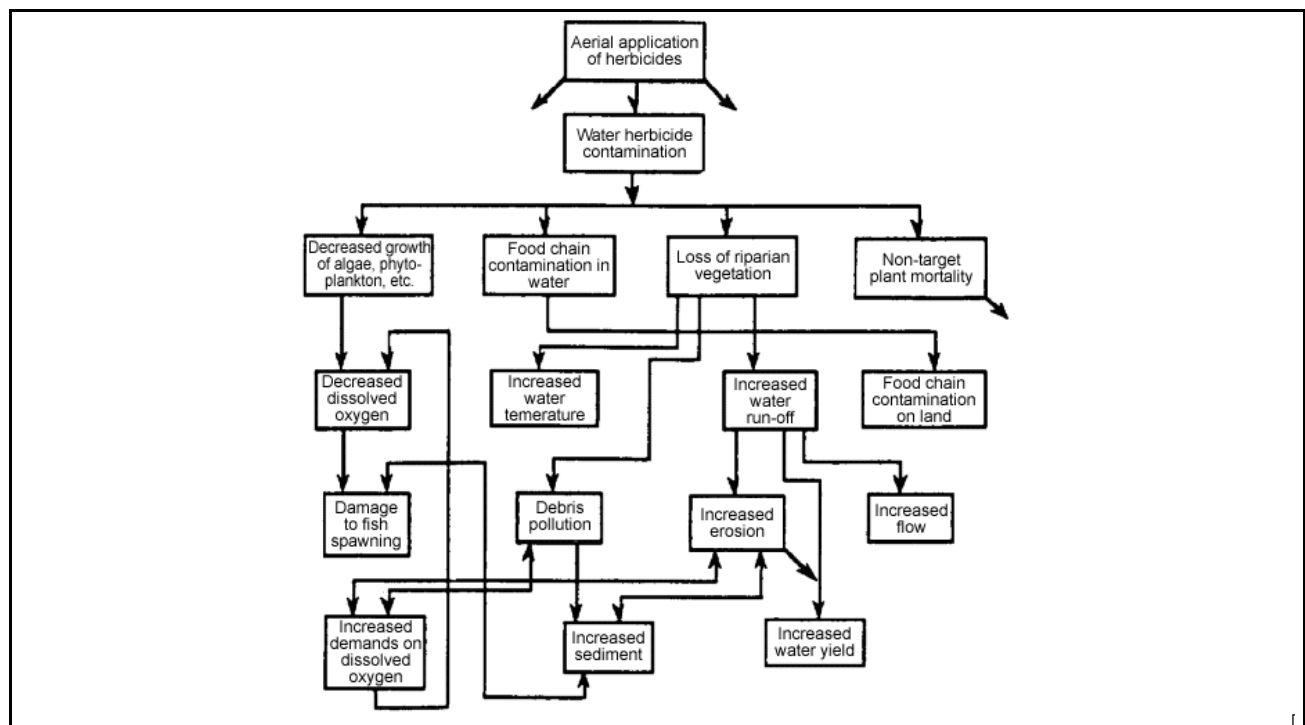 Aerial application
of herbicides
Water herbicide
contamination
Decreased growth
of algae, phyto-
plankton, etc.
Food chain
contamination in
water
Loss of riparian
vegetation
Non-target
plant mortality
Decreased
dissolved
oxygen
Increased
water
temerature
Increased
water
run-off
Food chain
contamination
on land
Damage
to fish
spawning
Debris
pollution
Increased
erosion
Increased
flow
Increased
demands on
dissolved
oxygen
Increased
sediment
Increased
water yield